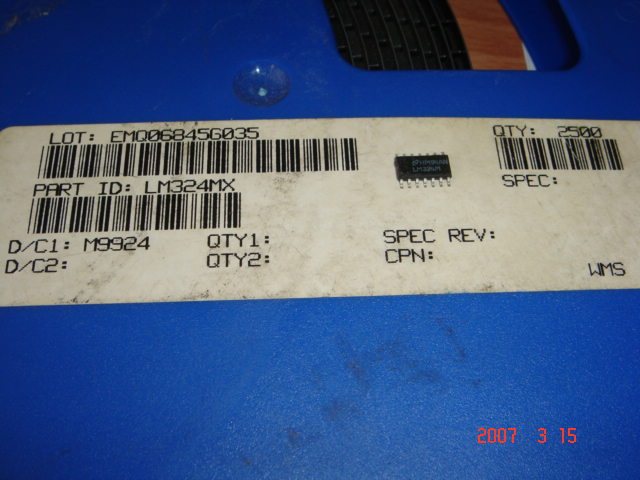 LOT: EMQ068456035
QTY: 2500
PART ID: LM324MX
LM324M
SPEC:
D/C1: M9924
QTY1:
SPEC REV:
D/C2:
QTY2:
CPN:
WMS
2007 3 15